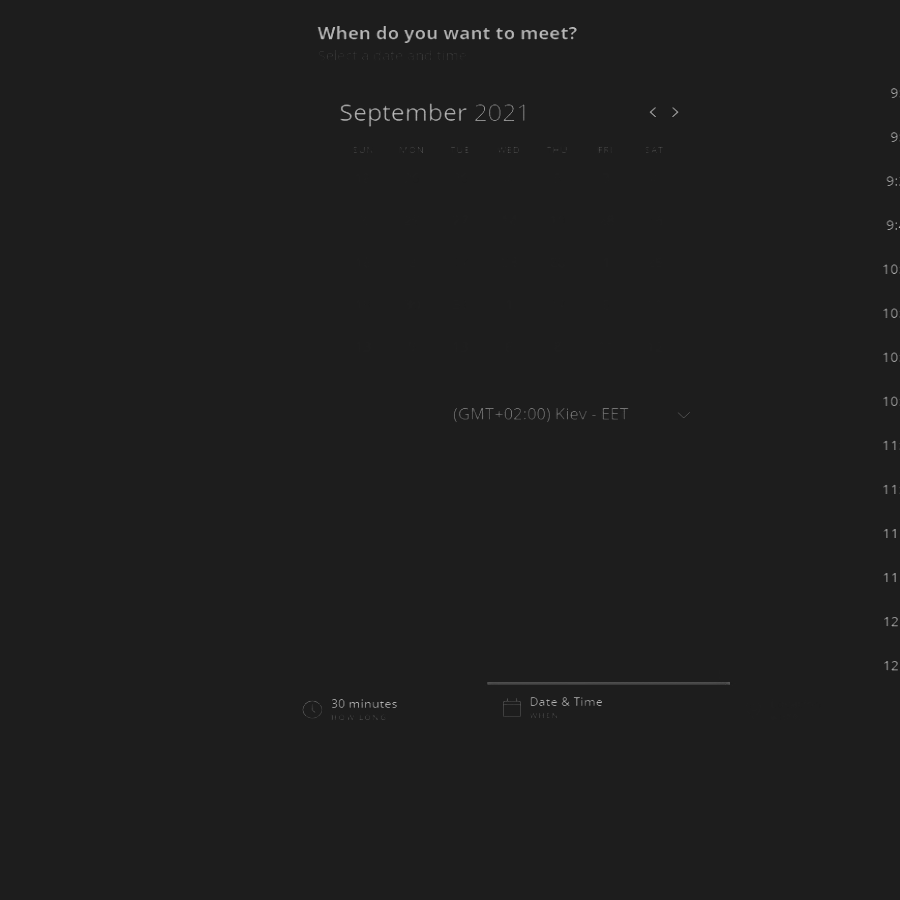 When do you want to meet?
Select a date and time
September 2021
SUN MON TUE WED THU FRI SAT
9
9
9:
9:
10
10
10
10
(GMT+02:00) Kiev - EET
11
11
11
11
12
12
30 minutes
HOW LONG
Date & Time
WHEN